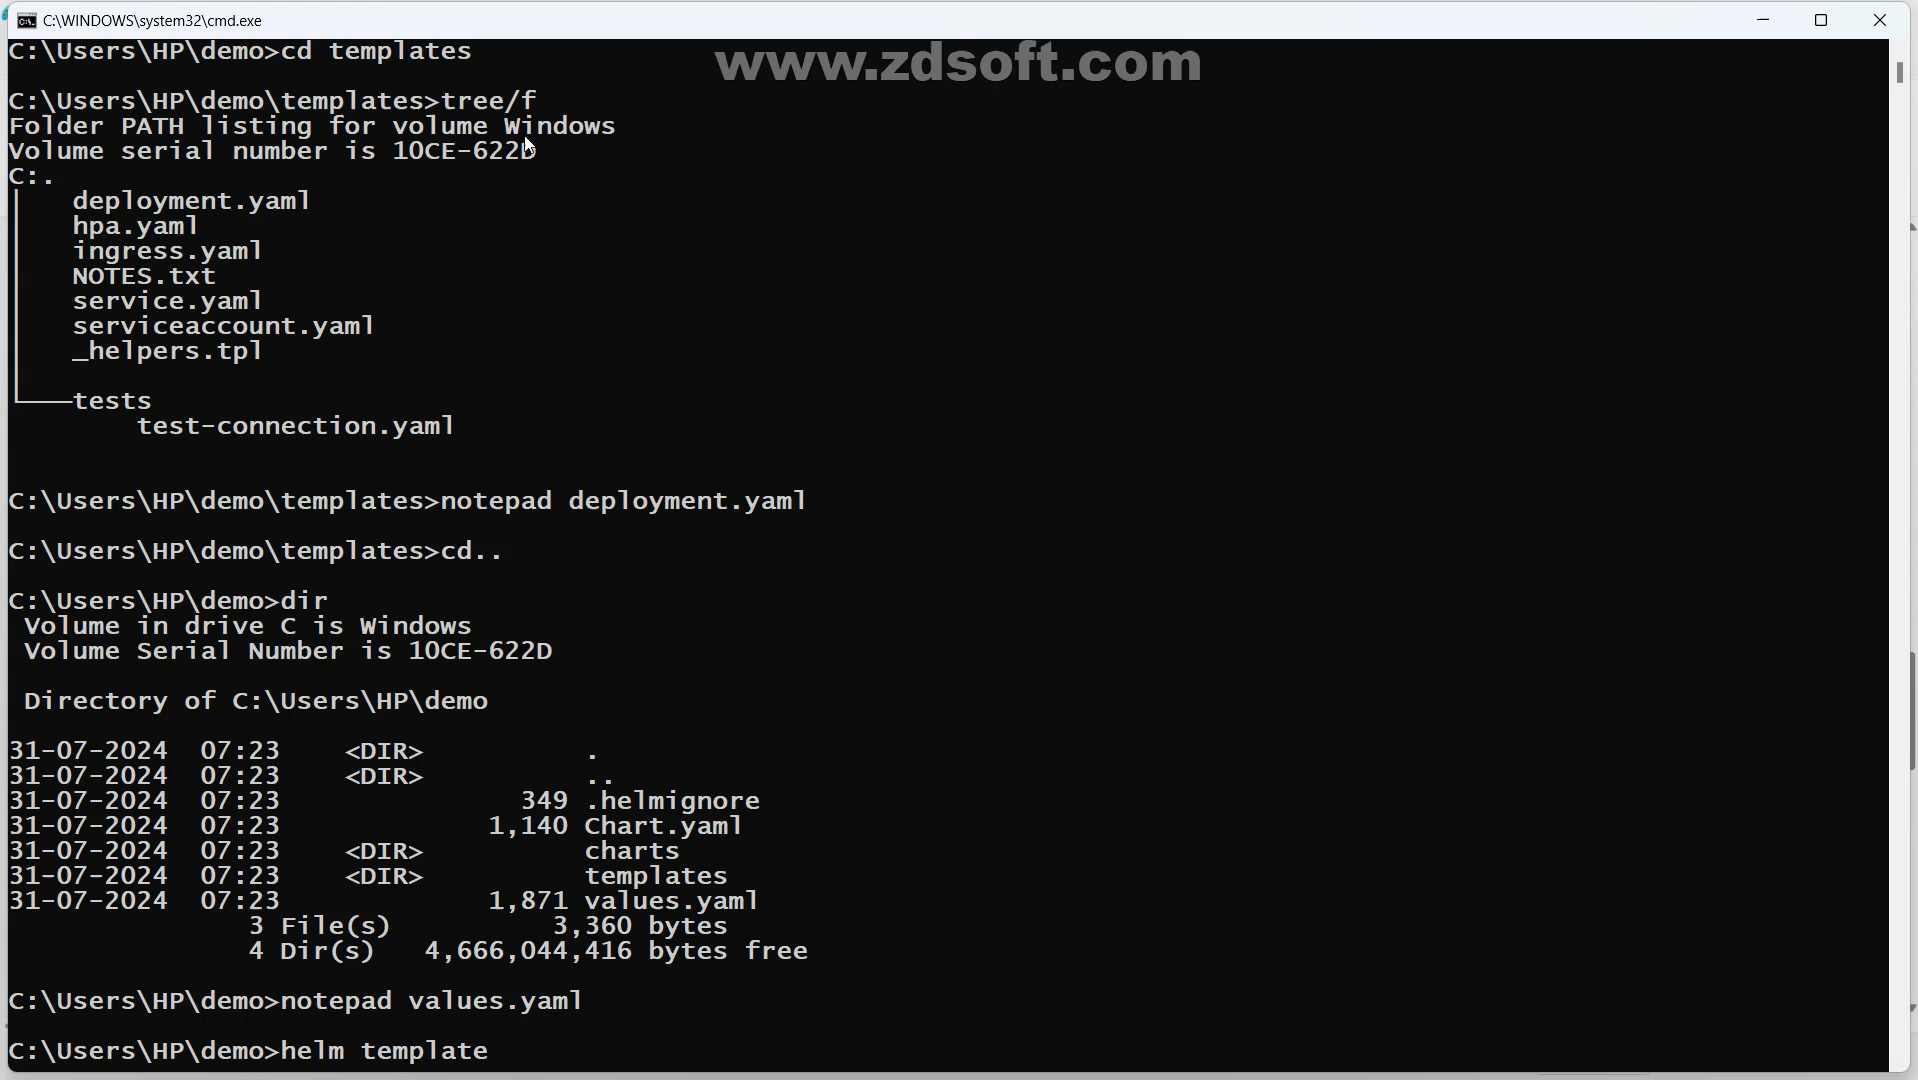 C:\WINDOWS\system32\cmd.exe
C:\Users\HP\demo>cd templates
www.zdsoft.com
C:\Users\HP\demo\templates>tree/f
Folder PATH listing for volume Windows
Volume serial number is 10CE-622D
C:.
deployment.yaml
hpa.yaml
ingress.yaml
NOTES.txt
service.yaml
serviceaccount.yaml
_helpers.tpl
tests
test-connection.yaml
C:\Users\HP\demo\templates>notepad deployment.yaml
C:\Users\HP\demo\templates>cd..
C:\Users\HP\demo>dir
Volume in drive C is Windows
Volume Serial Number is 10CE-622D
Directory of C:\Users\HP\demo
31-07-2024  07:23    <DIR>          .
31-07-2024  07:23    <DIR>          ..
31-07-2024  07:23               349 .helmignore
31-07-2024  07:23             1,140 Chart.yaml
31-07-2024  07:23    <DIR>          charts
31-07-2024  07:23    <DIR>          templates
31-07-2024  07:23             1,871 values.yaml
3 File(s)          3,360 bytes
4 Dir(s)   4,666,044,416 bytes free
C:\Users\HP\demo>notepad values.yaml
C:\Users\HP\demo>helm template